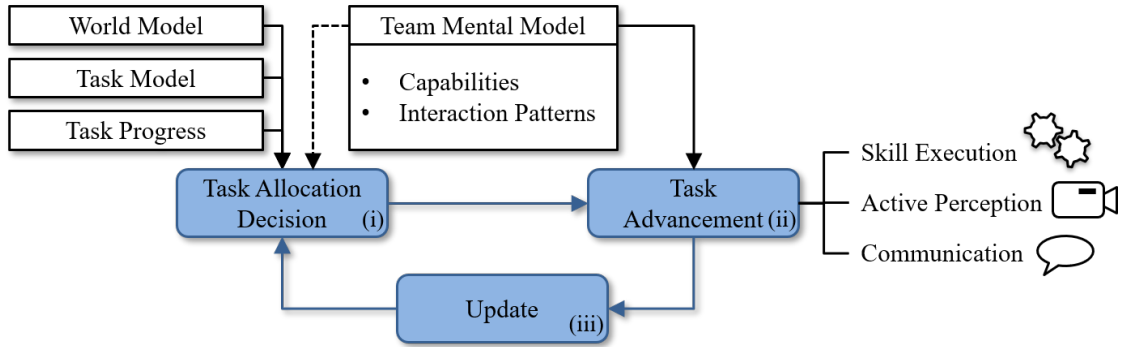 World Model
Task Model
Task Progress
Team Mental Model
• Capabilities
• Interaction Patterns
Task Allocation
Decision (i)
Task
Advancement (ii)
Skill Execution
Active Perception
Communication
Update
(iii)